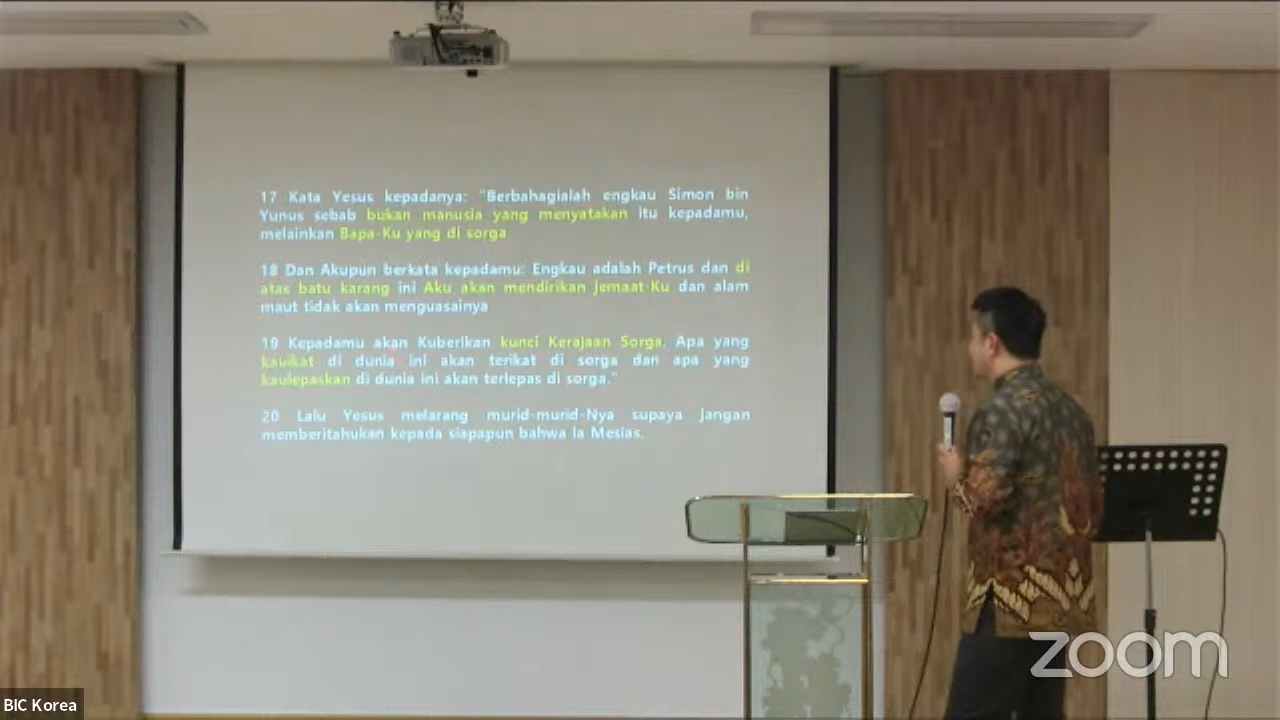 17 Kata Yesus kepadanya: "Berbahagialah engkau Simon bin
Yunus sebab bukan manusia yang menyatakan itu kepadamu,
melainkan Bapa-Ku yang di sorga
18 Dan Akupun berkata kepadamu: Engkau adalah Petrus dan di
atas batu karang ini Aku akan mendirikan jemaat-Ku dan alam
maut tidak akan menguasainya
19 Kepadamu akan Kuberikan kunci Kerajaan Sorga. Apa yang
kauikat di dunia ini akan terikat di sorga dan apa yang
kaulepaskan di dunia ini akan terlepas di sorga."
20 Lalu Yesus melarang murid-murid-Nya supaya jangan
memberitahukan kepada siapapun bahwa Ia Mesias.
zoom
BIC Korea